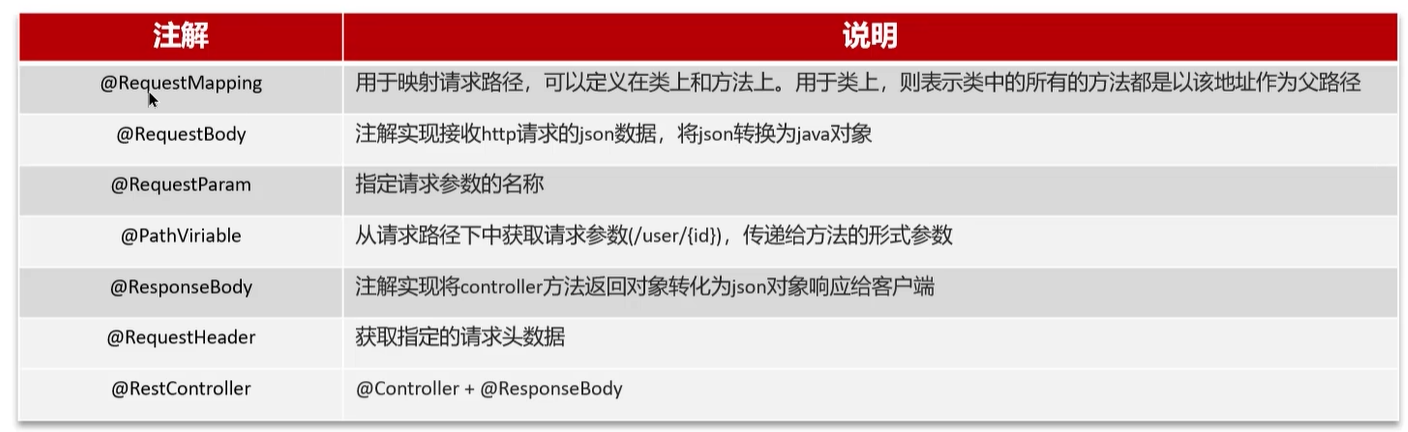 注解 说明
@RequestMapping 用于映射请求路径，可以定义在类上和方法上。用于类上，则表示类中的所有的方法都是以该地址作为父路径
@RequestBody 注解实现接收http请求的json数据，将json转换为java对象
@RequestParam 指定请求参数的名称
@PathViriable 从请求路径下中获取请求参数(/user/{id})，传递给方法的形式参数
@ResponseBody 注解实现将controller方法返回对象转化为json对象响应给客户端
@RequestHeader 获取指定的请求头数据
@RestController @Controller + @ResponseBody